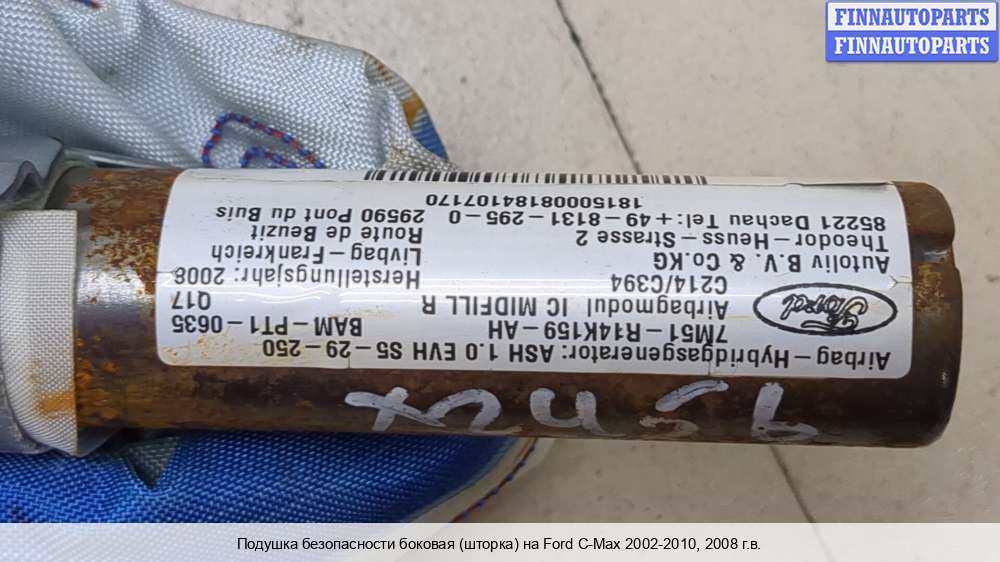 FINNAUTOPARTS
FINNAUTOPARTS
Airbag-Hybridgasgenerator: ASH 1.0 EVH S5-29-250
Ford
7M51-R14K159-AH
BAM-PT1-0635
Airbagmodul IC MIDFILL R
Q17
C214/C394
Herstellungsjahr: 2008
Autoliv B.V. & Co.KG
Livbag-Frankreich
Theodor-Heuss-Strasse 2
Route de Beuzit
85221 Dachau Tel:+49-8131-295-0
29590 Pont du Buis
1815000818410717​0
Подушка безопасности боковая (шторка) на Ford C-Max 2002-2010, 2008 г.в.